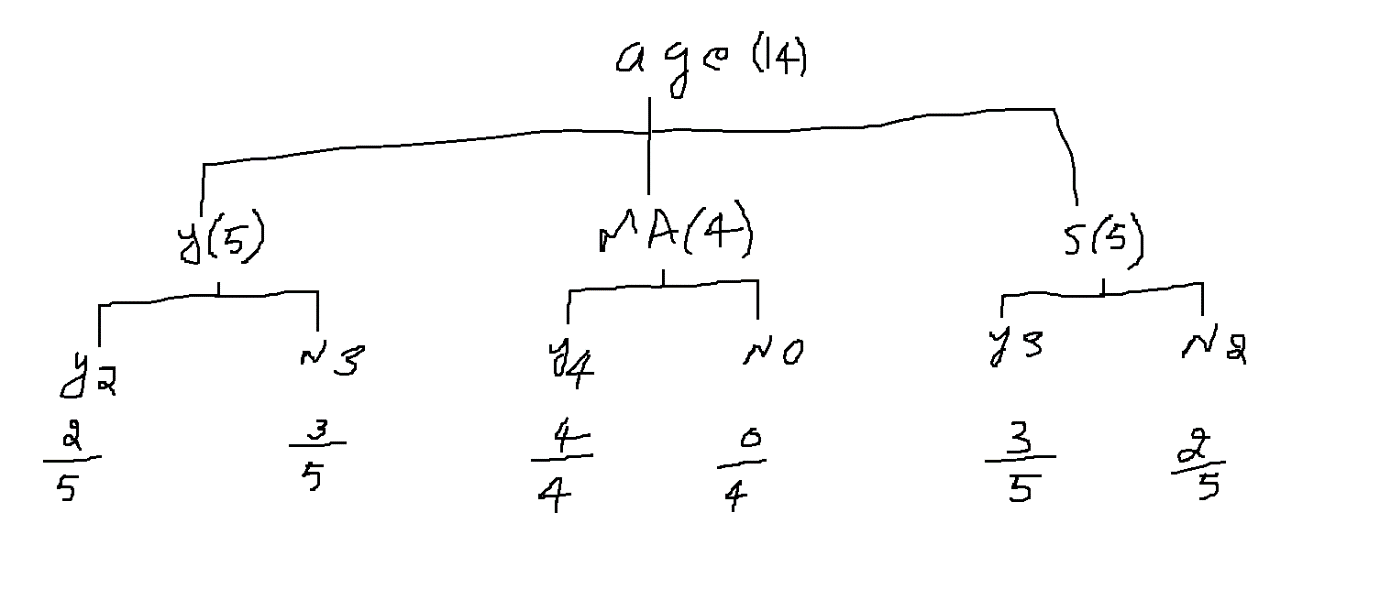 age (14)
y(5) MA(4) S(5)
y2 N3 y4 N0 y3 N2
2/5 3/5 4/4 0/4 3/5 2/5